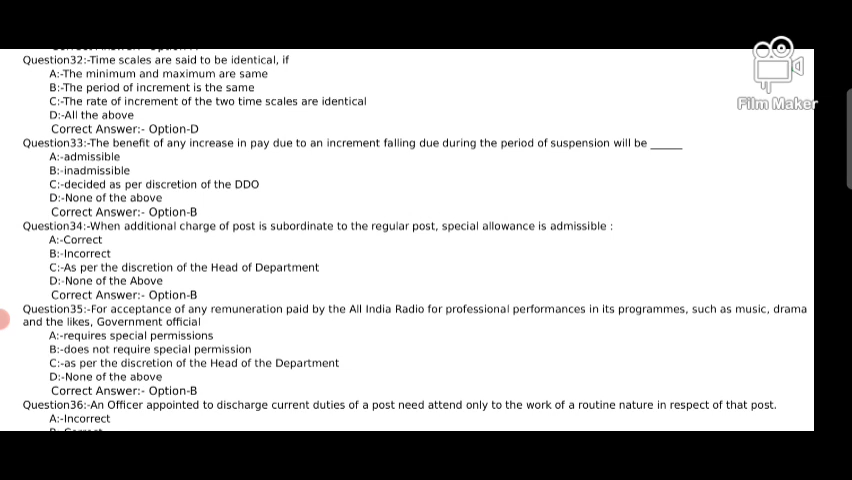 Question32:-Time scales are said to be identical, if
A:-The minimum and maximum are same
B:-The period of increment is the same
C:-The rate of increment of the two time scales are identical
D:-All the above
Correct Answer:- Option-D
Question33:-The benefit of any increase in pay due to an increment falling due during the period of suspension will be ______
A:-admissible
B:-inadmissible
C:-decided as per discretion of the DDO
D:-None of the above
Correct Answer:- Option-B
Question34:-When additional charge of post is subordinate to the regular post, special allowance is admissible :
A:-Correct
B:-Incorrect
C:-As per the discretion of the Head of Department
D:-None of the Above
Correct Answer:- Option-B
Question35:-For acceptance of any remuneration paid by the All India Radio for professional performances in its programmes, such as music, drama
and the likes, Government official
A:-requires special permissions
B:-does not require special permission
C:-as per the discretion of the Head of the Department
D:-None of the above
Correct Answer:- Option-B
Question36:-An Officer appointed to discharge current duties of a post need attend only to the work of a routine nature in respect of that post.
A:-Incorrect
Film Maker